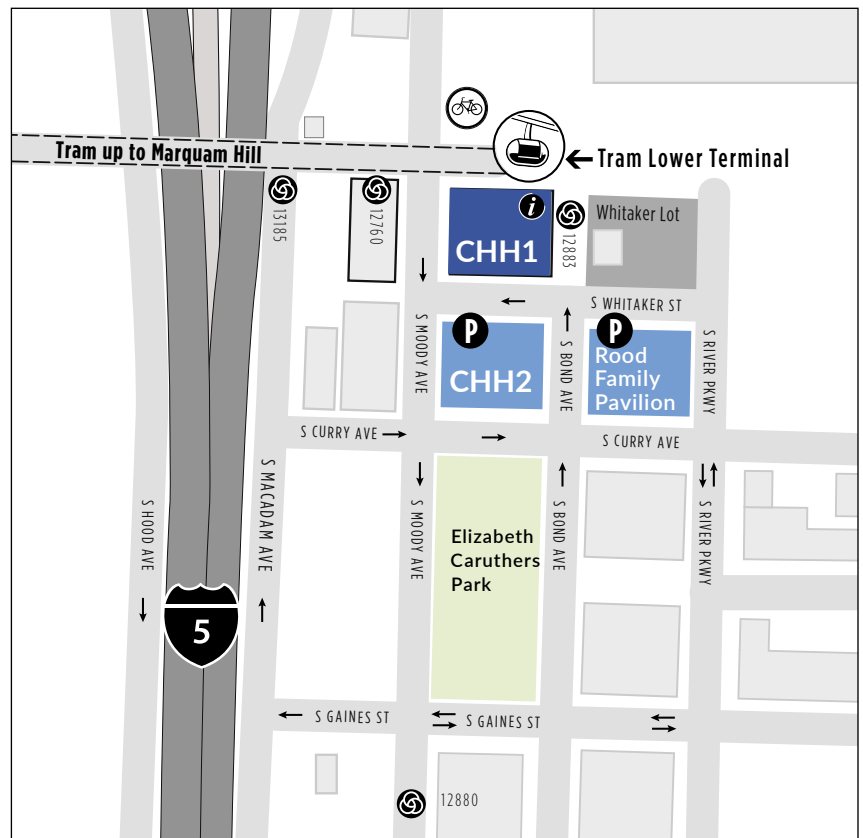 Tram up to Marquam Hill
Tram Lower Terminal
13185
12760
i
CHH1
12883
Whitaker Lot
S WHITAKER ST
S MOODY AVE
P
CHH2
S BOND AVE
P
Rood
Family
Pavilion
S RIVER PKWY
S CURRY AVE
S CURRY AVE
S HOOD AVE
S MACADAM AVE
S MOODY AVE
Elizabeth
Caruthers
Park
S BOND AVE
S RIVER PKWY
5
S GAINES ST
S GAINES ST
12880